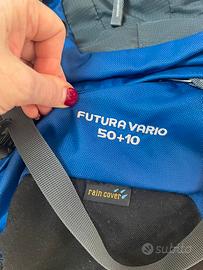 FUTURA VARIO
50+10
rain cover
subito